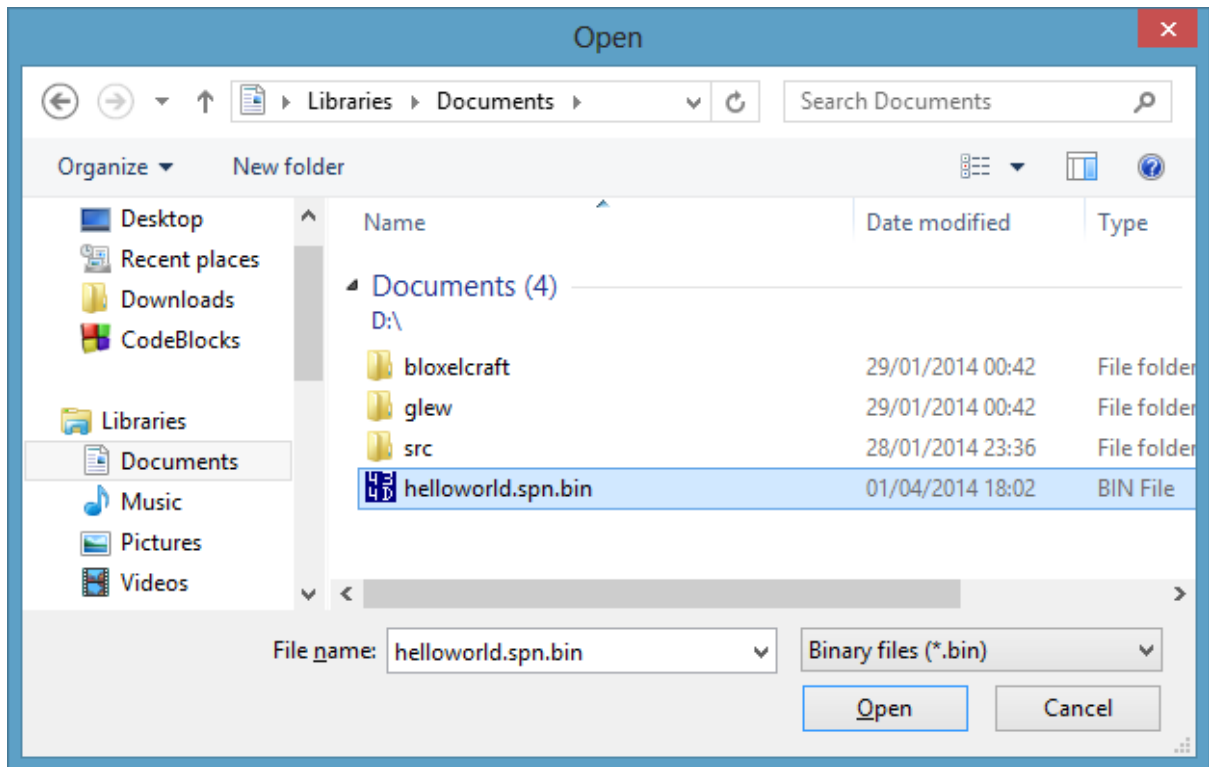 Open
Libraries Documents
Search Documents
Organize New folder
Desktop
Recent places
Downloads
CodeBlocks
Libraries
Documents
Music
Pictures
Videos
Name Date modified Type
Documents (4)
D:\
bloxelcraft 29/01/2014 00:42 File folder
glew 29/01/2014 00:42 File folder
src 28/01/2014 23:36 File folder
helloworld.spn.bin 01/04/2014 18:02 BIN File
File name: helloworld.spn.bin Binary files (*.bin)
Open Cancel